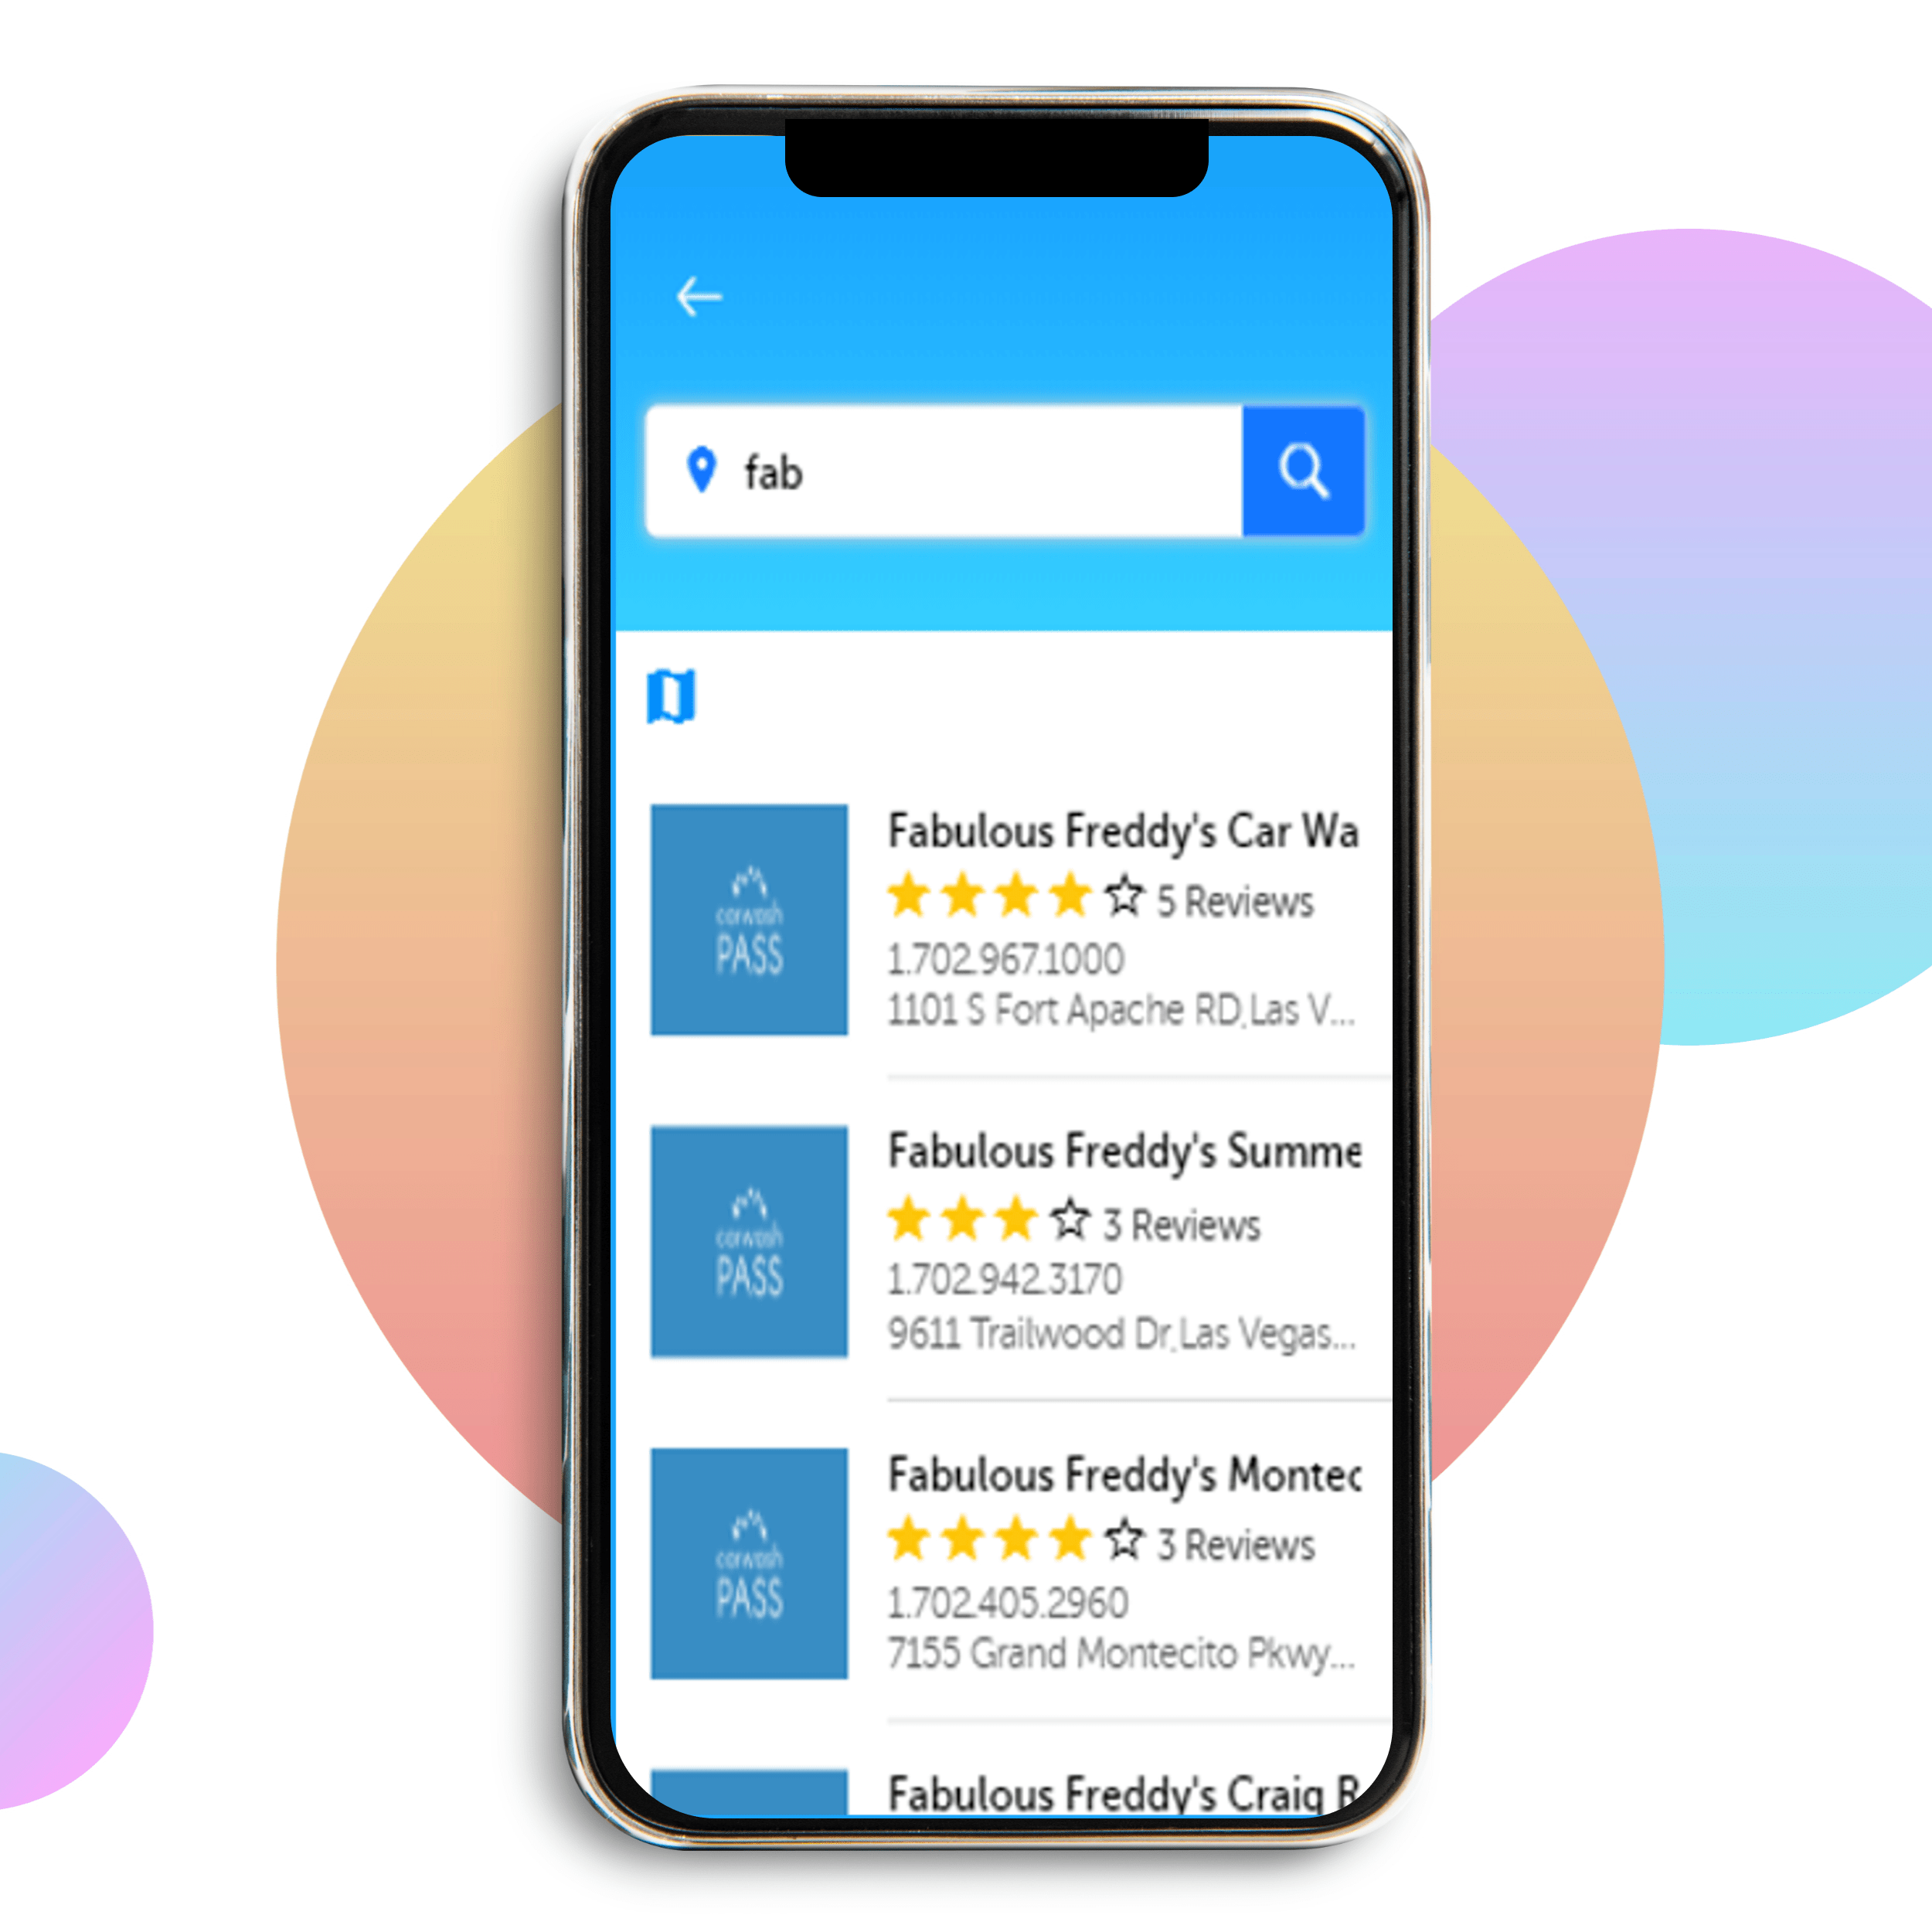 fab
Fabulous Freddy's Car Wa
5 Reviews
1.702.967.1000
1101 S Fort Apache RD,Las V...
carwash
PASS
Fabulous Freddy's Summe
3 Reviews
1.702.942.3170
9611 Trailwood Dr,Las Vegas...
carwash
PASS
Fabulous Freddy's Montec
3 Reviews
1.702.405.2960
7155 Grand Montecito Pkwy...
carwash
PASS
Fabulous Freddy's Craig R